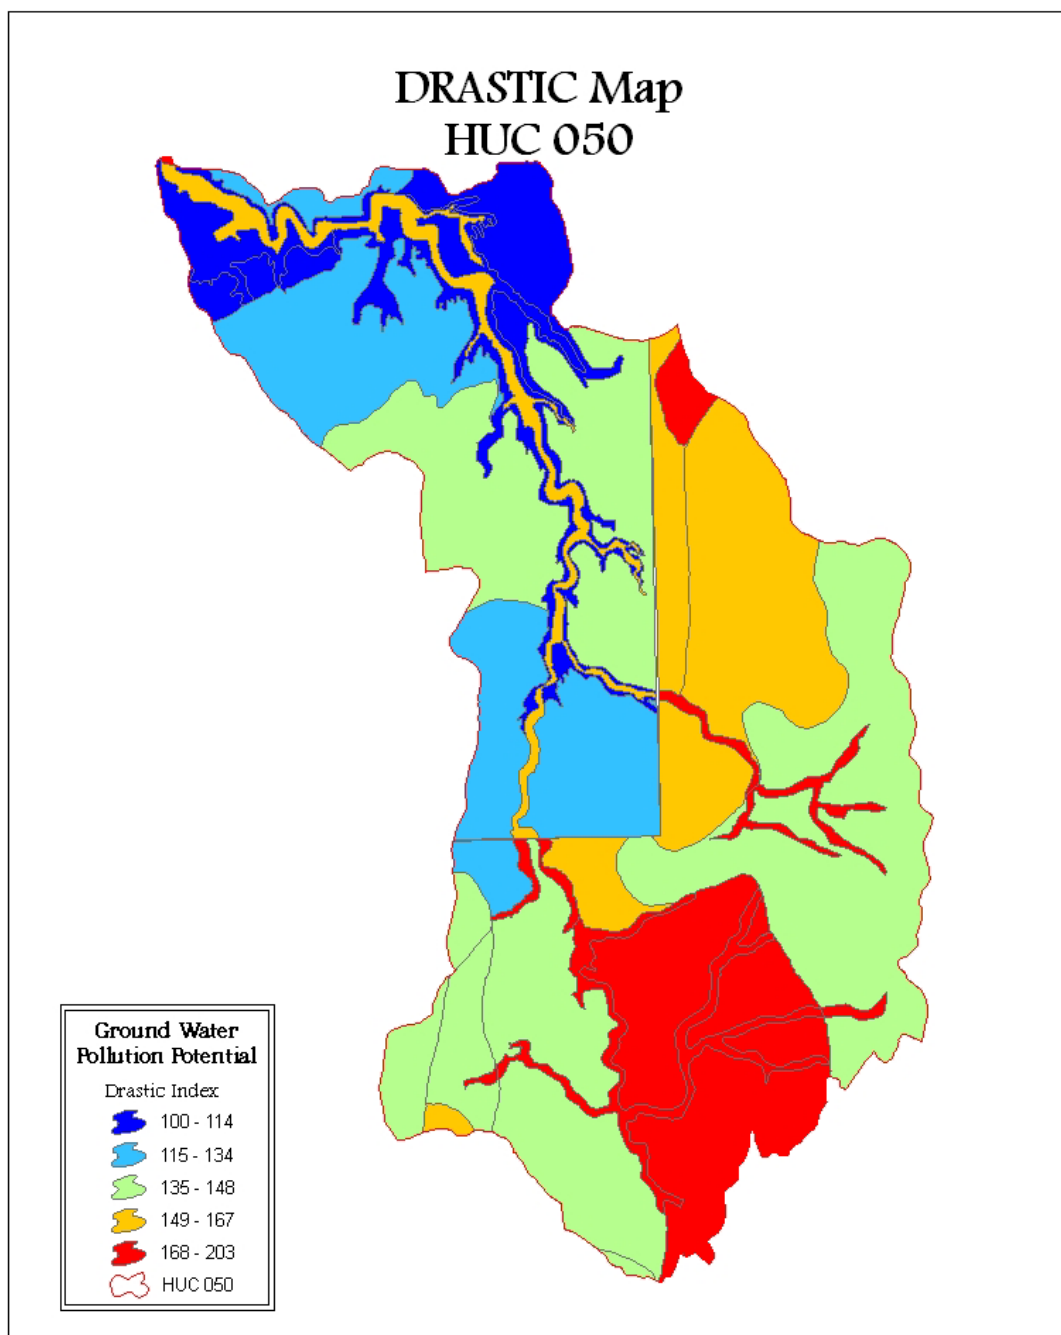 DRASTIC Map
HUC 050
Ground Water
Pollution Potential
Drastic Index
100 - 114
115 - 134
135 - 148
149 - 167
168 - 203
HUC 050